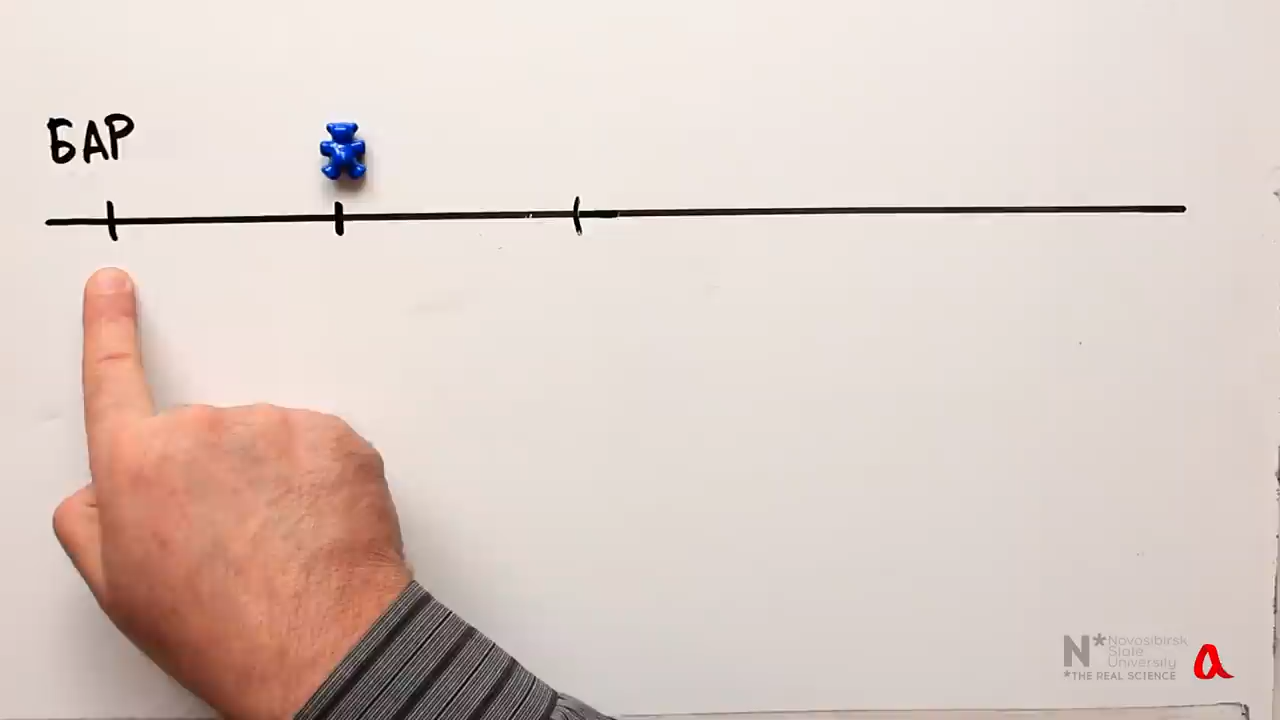 БАР
N* Novosibirsk
State
University
*THE REAL SCIENCE
a